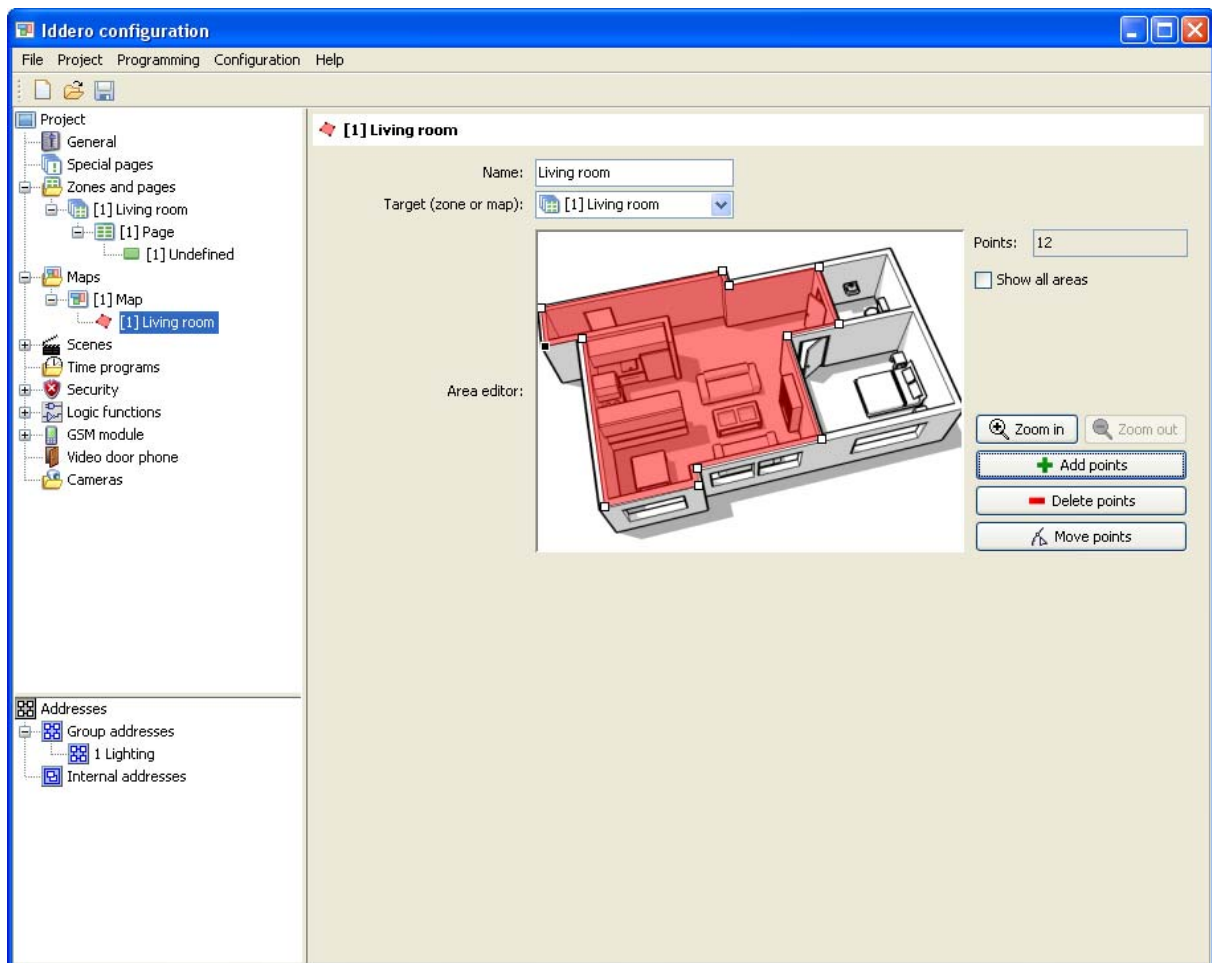 Iddero configuration
File Project Programming Configuration Help
Project
General
Special pages
Zones and pages
[1] Living room
[1] Page
[1] Undefined
Maps
[1] Map
[1] Living room
Scenes
Time programs
Security
Logic functions
GSM module
Video door phone
Cameras
Addresses
Group addresses
1 Lighting
Internal addresses
[1] Living room
Name: Living room
Target (zone or map): [1] Living room
Area editor:
Points: 12
Show all areas
Zoom in Zoom out
Add points
Delete points
Move points